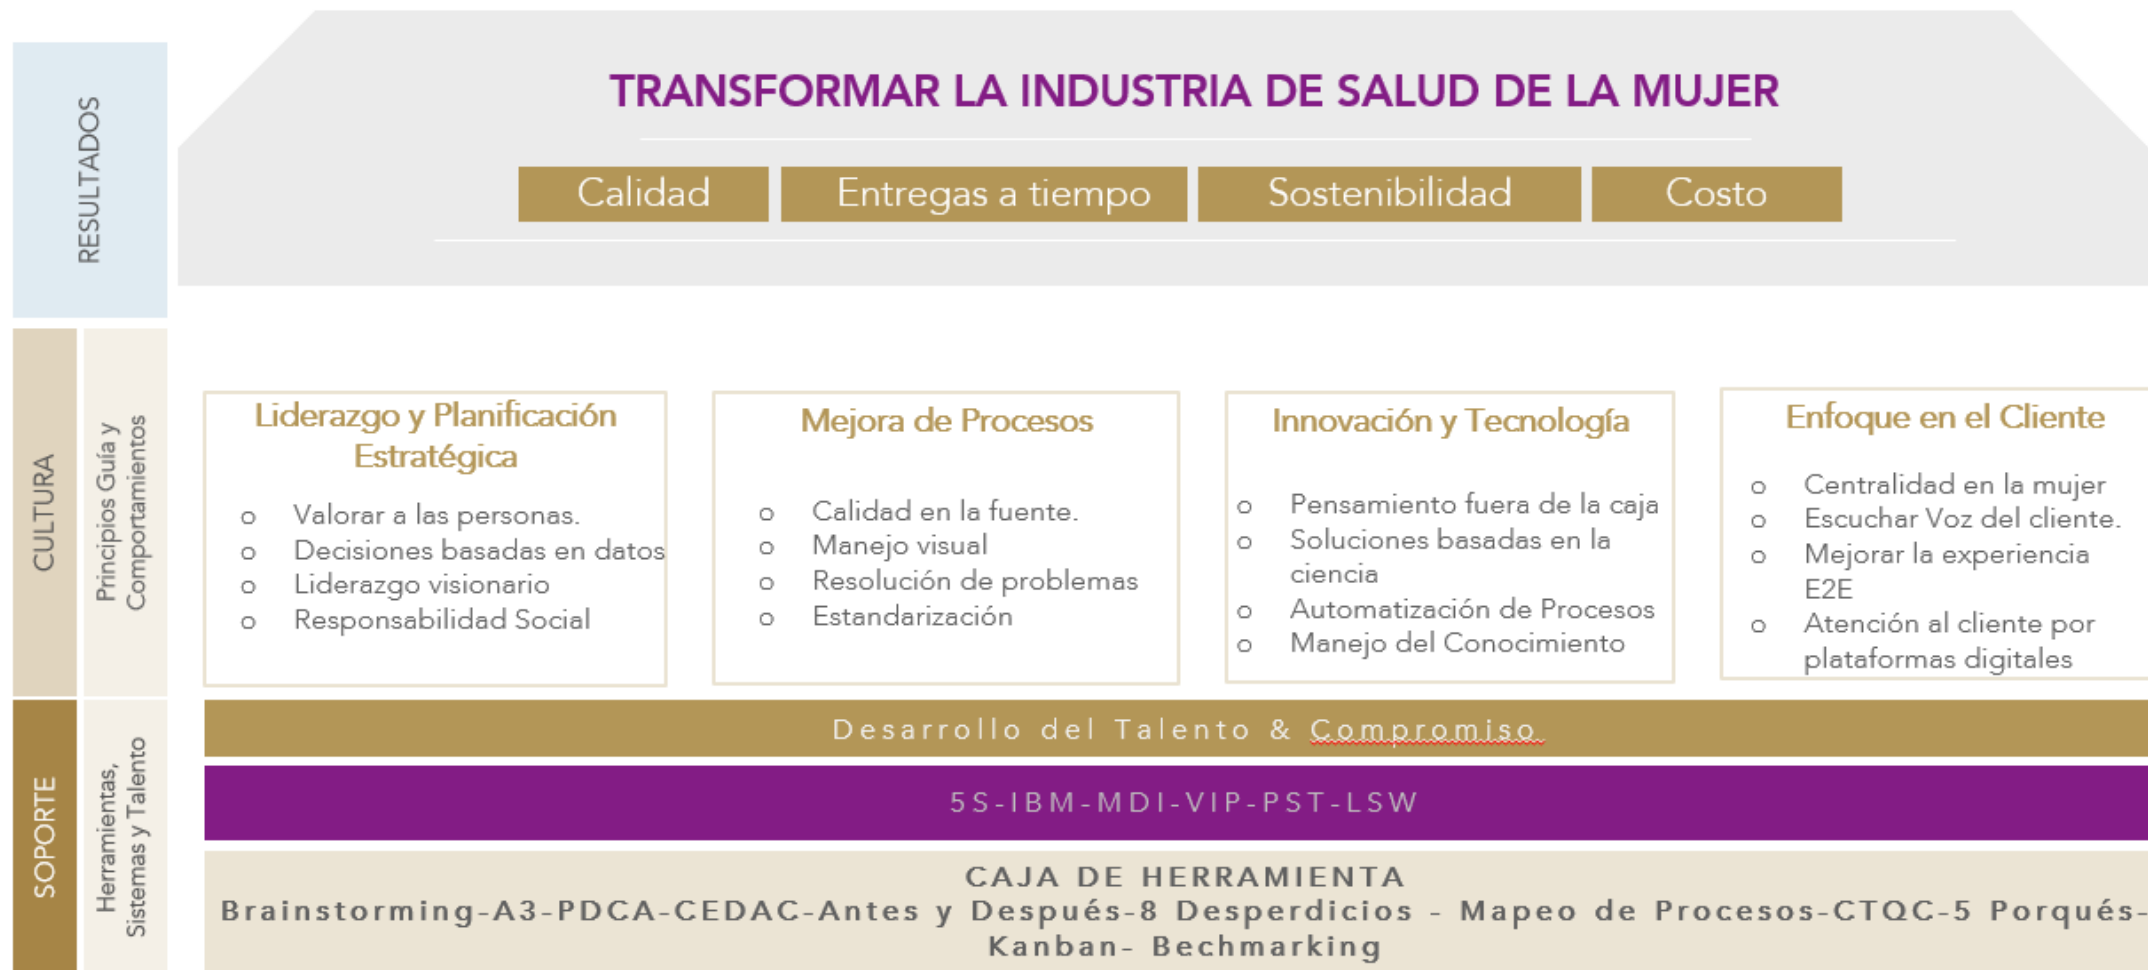 RESULTADOS
TRANSFORMAR LA INDUSTRIA DE SALUD DE LA MUJER
Calidad
Entregas a tiempo
Sostenibilidad
Costo
CULTURA
Principios Guía y
Comportamientos
Liderazgo y Planificación
Estratégica
o Valorar a las personas.
o Decisiones basadas en datos
o Liderazgo visionario
o Responsabilidad Social
Mejora de Procesos
o Calidad en la fuente.
o Manejo visual
o Resolución de problemas
o Estandarización
Innovación y Tecnología
o Pensamiento fuera de la caja
o Soluciones basadas en la
ciencia
o Automatización de Procesos
o Manejo del Conocimiento
Enfoque en el Cliente
o Centralidad en la mujer
o Escuchar Voz del cliente.
o Mejorar la experiencia
E2E
o Atención al cliente por
plataformas digitales
SOPORTE
Herramientas,
Sistemas y Talento
Desarrollo del Talento & Compromiso
5S-IBM-MDI-VIP-PST-LSW
CAJA DE HERRAMIENTA
Brainstorming-A3-PDCA-CEDAC-Antes y Después-8 Desperdicios - Mapeo de Procesos-CTQC-5 Porqués-
Kanban- Bechmarking